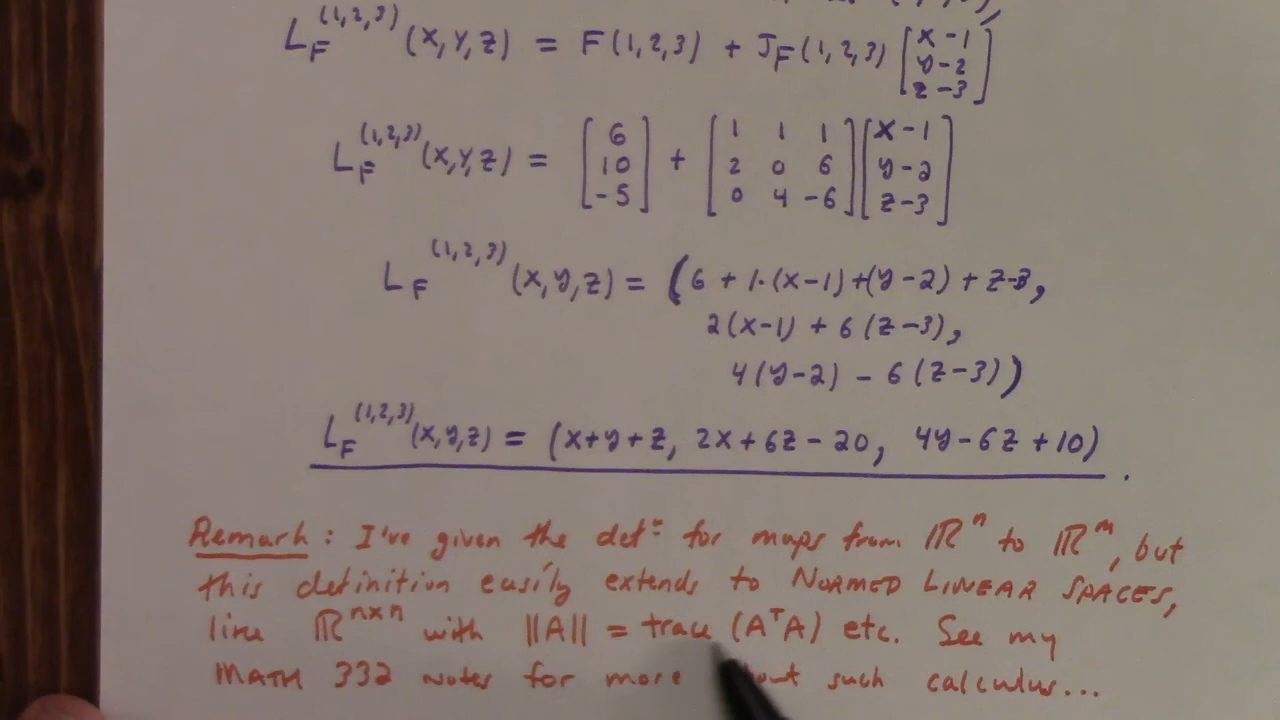 L_F^(1,2,3) (x, y, z) = F(1,2,3) + J_F(1,2,3) [x-1 y-2 z-3]
L_F^(1,2,3) (x, y, z) = [6 10 -5] + [1 1 1 2 0 6 0 4 -6] [x-1 y-2 z-3]
L_F^(1,2,3) (x, y, z) = (6 + 1·(x-1) + (y-2) + z-3,
2(x-1) + 6(z-3),
4(y-2) - 6(z-3))
L_F^(1,2,3) (x, y, z) = (x+y+z, 2x+6z-20, 4y-6z+10).
Remark: I've given the def^n for maps from ℝ^n to ℝ^m, but
this definition easily extends to NORMED LINEAR SPACES,
like ℝ^(n×n) with ||A|| = trace (A^T A) etc. See my
MATH 332 notes for more such calculus...